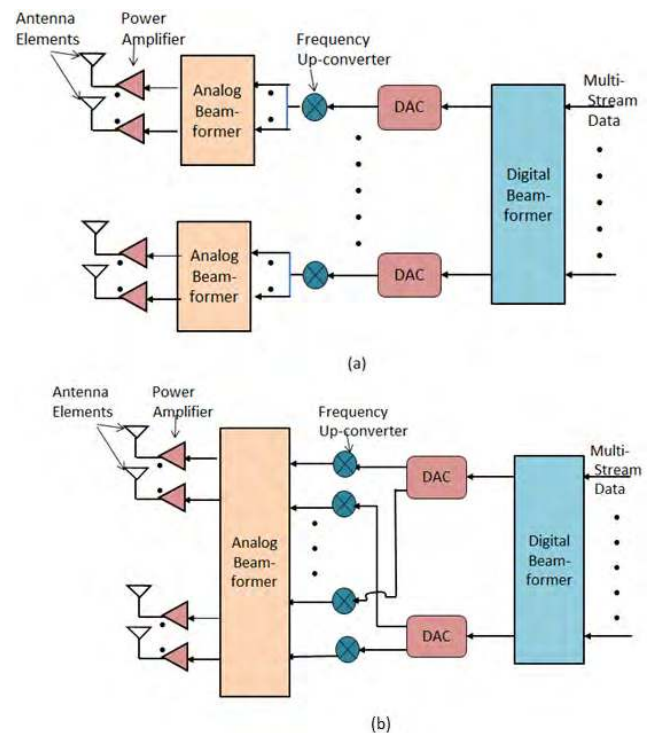 Antenna
Elements
Power
Amplifier
Analog
Beam-
former
Frequency
Up-converter
DAC
Digital
Beam-
former
Multi-
Stream
Data
Analog
Beam-
former
DAC
(a)
Antenna
Elements
Power
Amplifier
Analog
Beam-
former
Frequency
Up-converter
DAC
Digital
Beam-
former
Multi-
Stream
Data
DAC
(b)